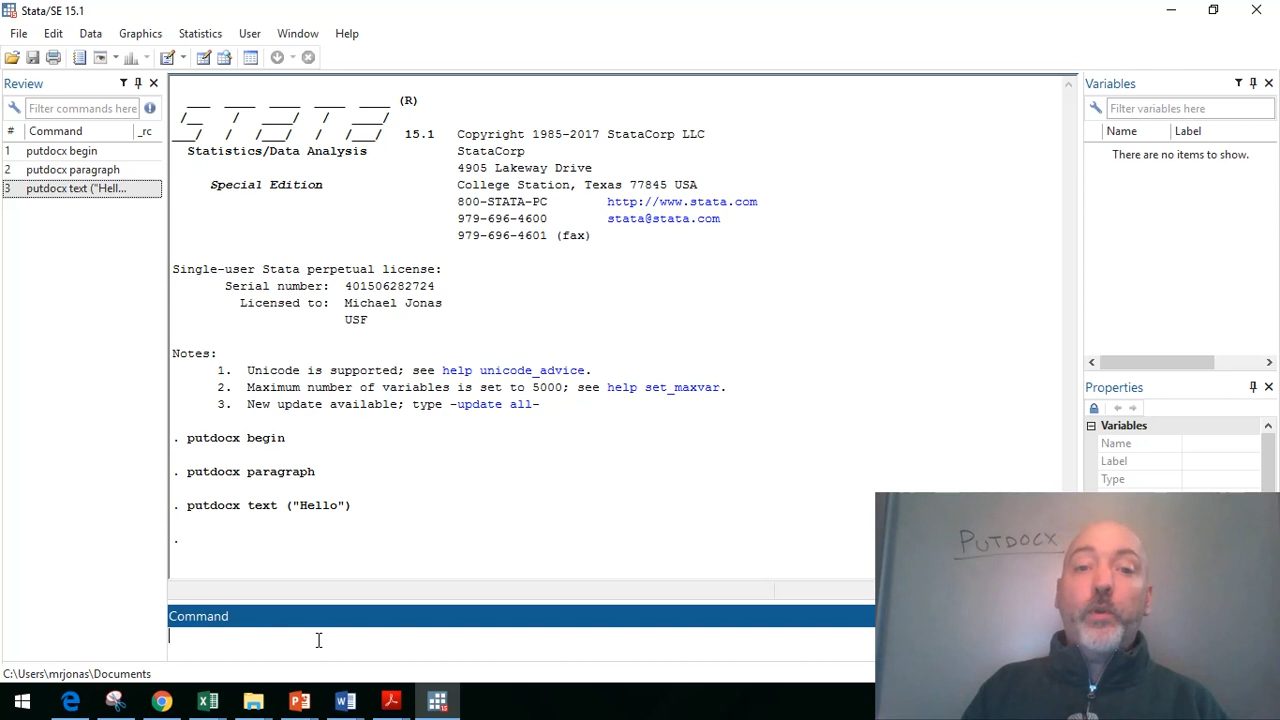 Stata/SE 15.1
File Edit Data Graphics Statistics User Window Help
Review
Filter commands here
# Command _rc
1 putdocx begin
2 putdocx paragraph
3 putdocx text ("Hell...
(R)
15.1 Copyright 1985-2017 StataCorp LLC
Statistics/Data Analysis StataCorp
4905 Lakeway Drive
Special Edition College Station, Texas 77845 USA
800-STATA-PC http://www.stata.com
979-696-4600 stata@stata.com
979-696-4601 (fax)
Single-user Stata perpetual license:
Serial number: 401506282724
Licensed to: Michael Jonas
USF
Notes:
1. Unicode is supported; see help unicode_advice.
2. Maximum number of variables is set to 5000; see help set_maxvar.
3. New update available; type -update all-
. putdocx begin
. putdocx paragraph
. putdocx text ("Hello")
.
Command
C:\Users\mrjonas\Documents
Variables
Filter variables here
Name Label
There are no items to show.
Properties
Variables
Name
Label
Type
PUTDOCX